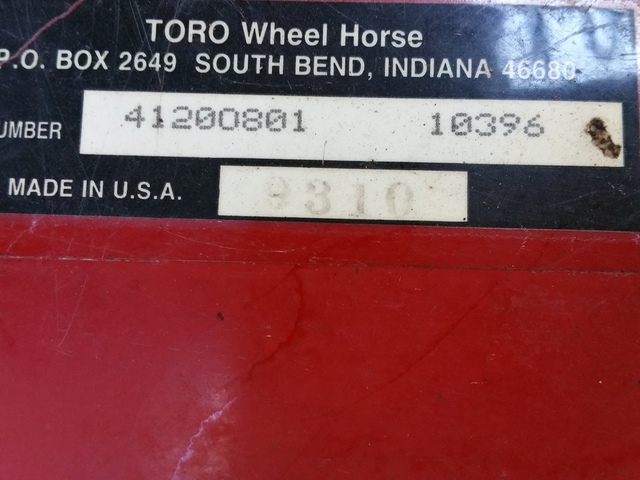 TORO Wheel Horse
P.O. BOX 2649 SOUTH BEND, INDIANA 46680
UMBER 41200801 10396
MADE IN U.S.A. 9310